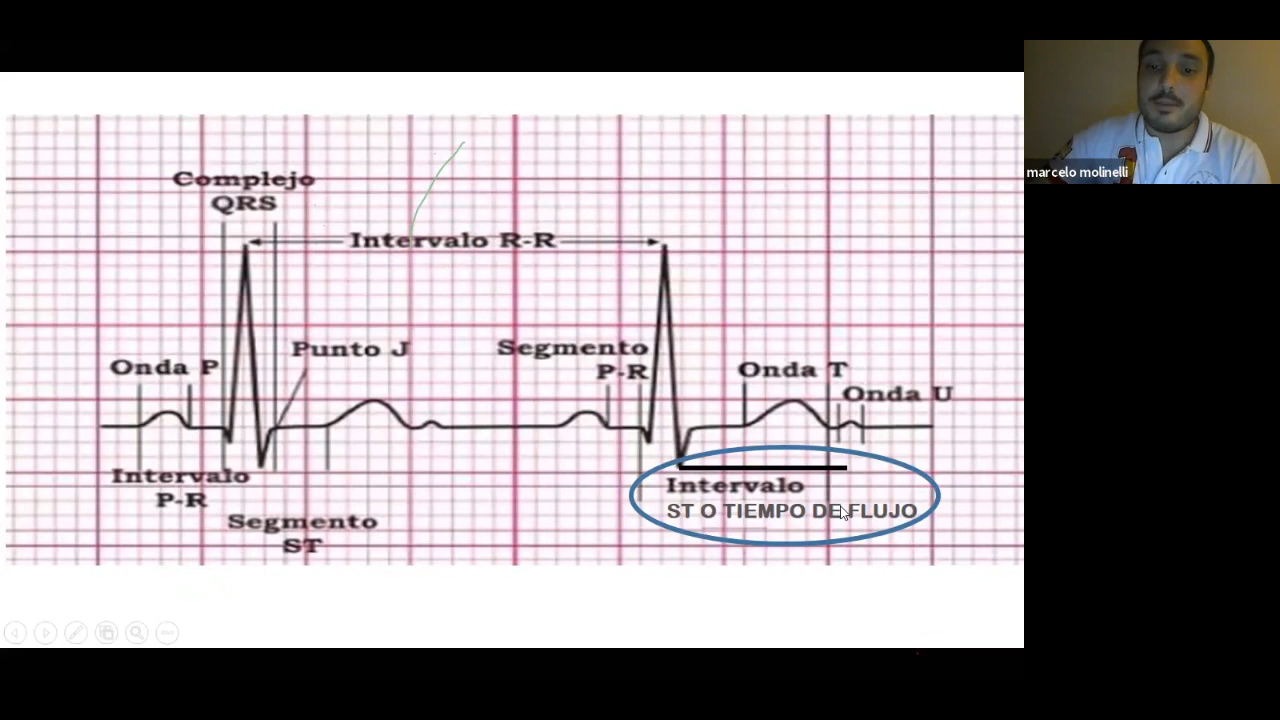 marcelo molinelli
Complejo
QRS
Intervalo R-R
Punto J
Segmento
P-R
Onda P
Onda T
Onda U
Intervalo
P-R
Segmento
ST
Intervalo
ST O TIEMPO DE FLUJO